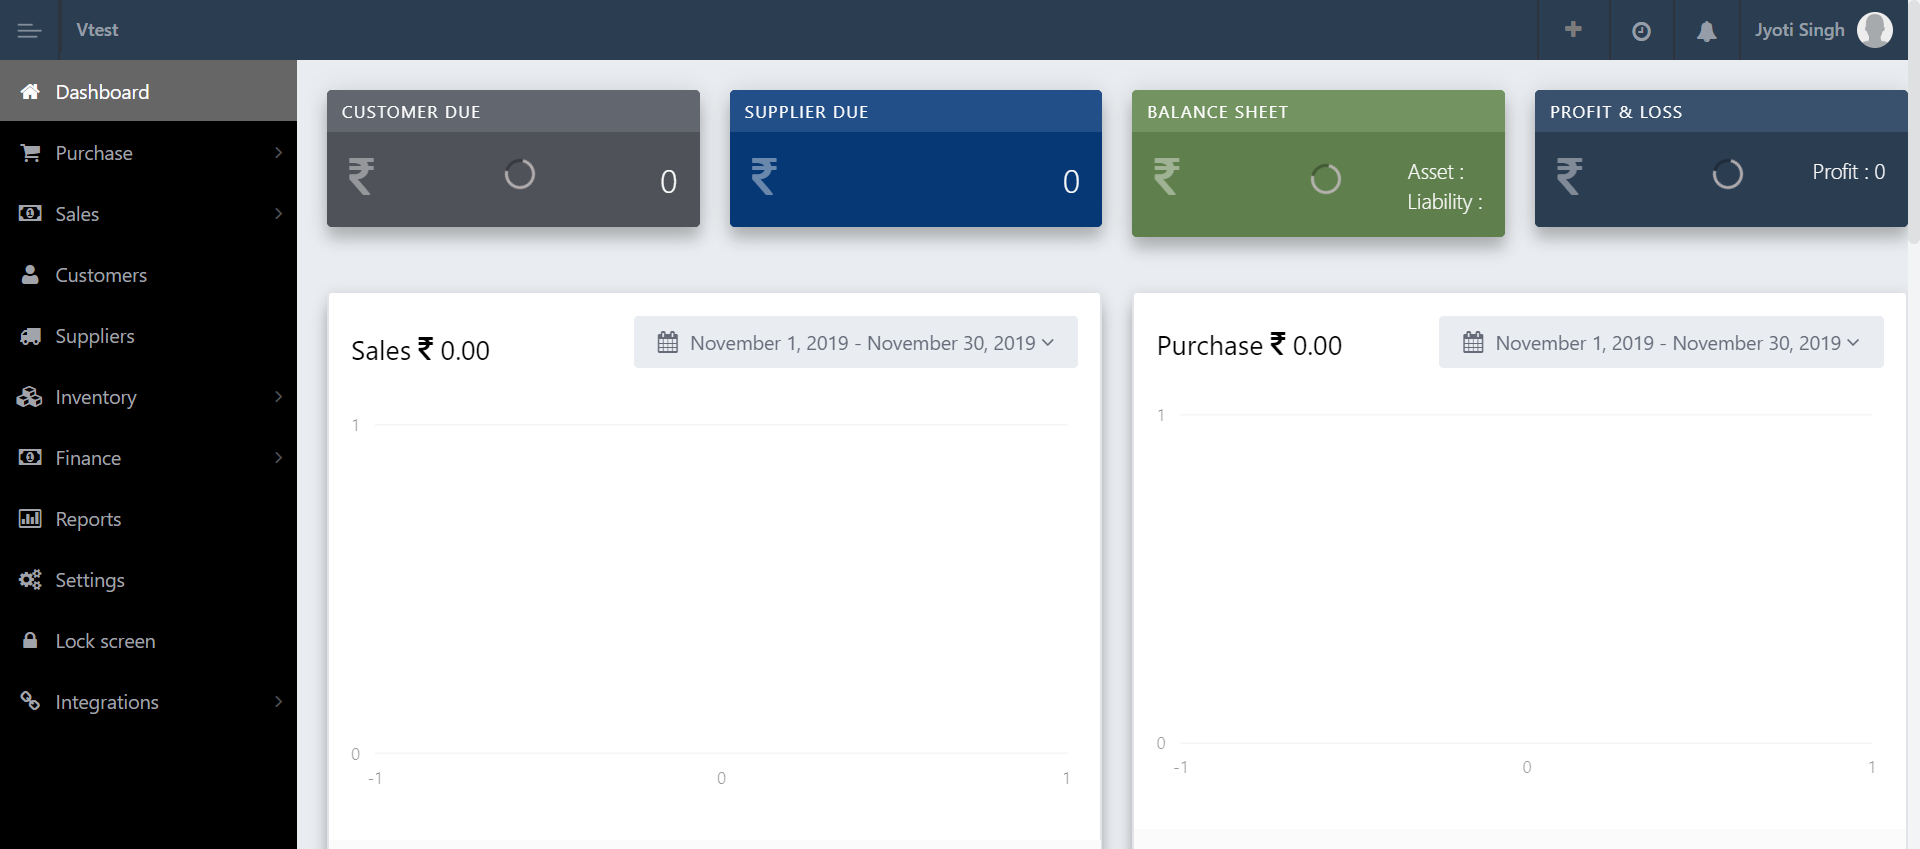 Vtest
Jyoti Singh
Dashboard
Purchase
Sales
Customers
Suppliers
Inventory
Finance
Reports
Settings
Lock screen
Integrations
CUSTOMER DUE
₹ 0
SUPPLIER DUE
₹ 0
BALANCE SHEET
₹ Asset :
Liability :
PROFIT & LOSS
₹ Profit : 0
Sales ₹ 0.00
November 1, 2019 - November 30, 2019
1
0
-1 0 1
Purchase ₹ 0.00
November 1, 2019 - November 30, 2019
1
0
-1 0 1